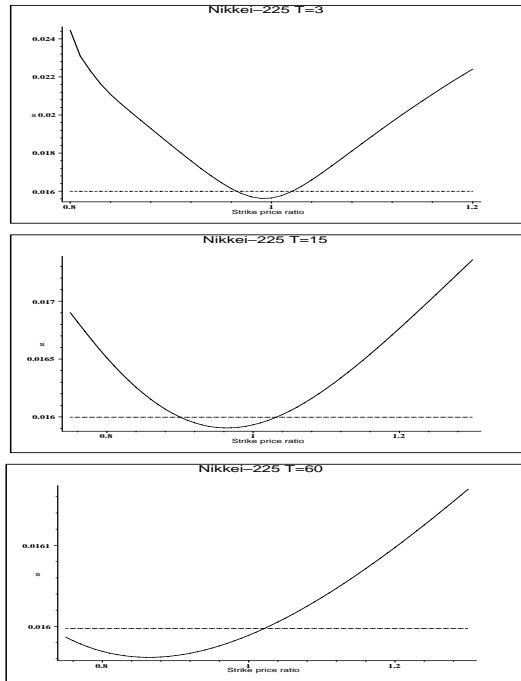 Nikkei–225 T=3
0.024
0.022
s 0.02
0.018
0.016
0.8
1
1.2
Strike price ratio
Nikkei–225 T=15
0.017
s
0.0165
0.016
0.8
1
1.2
Strike price ratio
Nikkei–225 T=60
0.0161
s
0.016
0.8
1
1.2
Strike price ratio